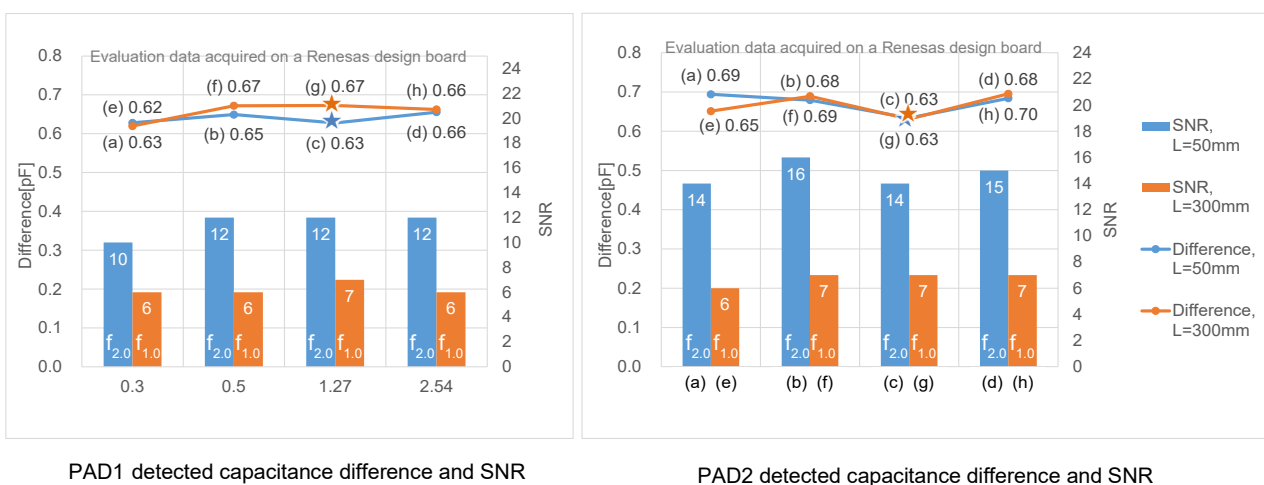 Evaluation data acquired on a Renesas design board
0.8
0.7
0.6
0.5
0.4
0.3
0.2
0.1
0.0
Difference[pF]
(e) 0.62
(f) 0.67
(g) 0.67
(h) 0.66
(a) 0.63
(b) 0.65
(c) 0.63
(d) 0.66
10
6
12
6
12
7
12
6
f2.0 f1.0
f2.0 f1.0
f2.0 f1.0
f2.0 f1.0
0.3 0.5 1.27 2.54
24
22
20
18
16
14
12
10
8
6
4
2
0
SNR
PAD1 detected capacitance difference and SNR
Evaluation data acquired on a Renesas design board
0.8
0.7
0.6
0.5
0.4
0.3
0.2
0.1
0.0
Difference[pF]
(a) 0.69
(b) 0.68
(c) 0.63
(d) 0.68
(e) 0.65
(f) 0.69
(g) 0.63
(h) 0.70
14
6
16
7
14
7
15
7
f2.0 f1.0
f2.0 f1.0
f2.0 f1.0
f2.0 f1.0
(a) (e) (b) (f) (c) (g) (d) (h)
24
22
20
18
16
14
12
10
8
6
4
2
0
SNR
SNR,
L=50mm
SNR,
L=300mm
Difference,
L=50mm
Difference,
L=300mm
PAD2 detected capacitance difference and SNR